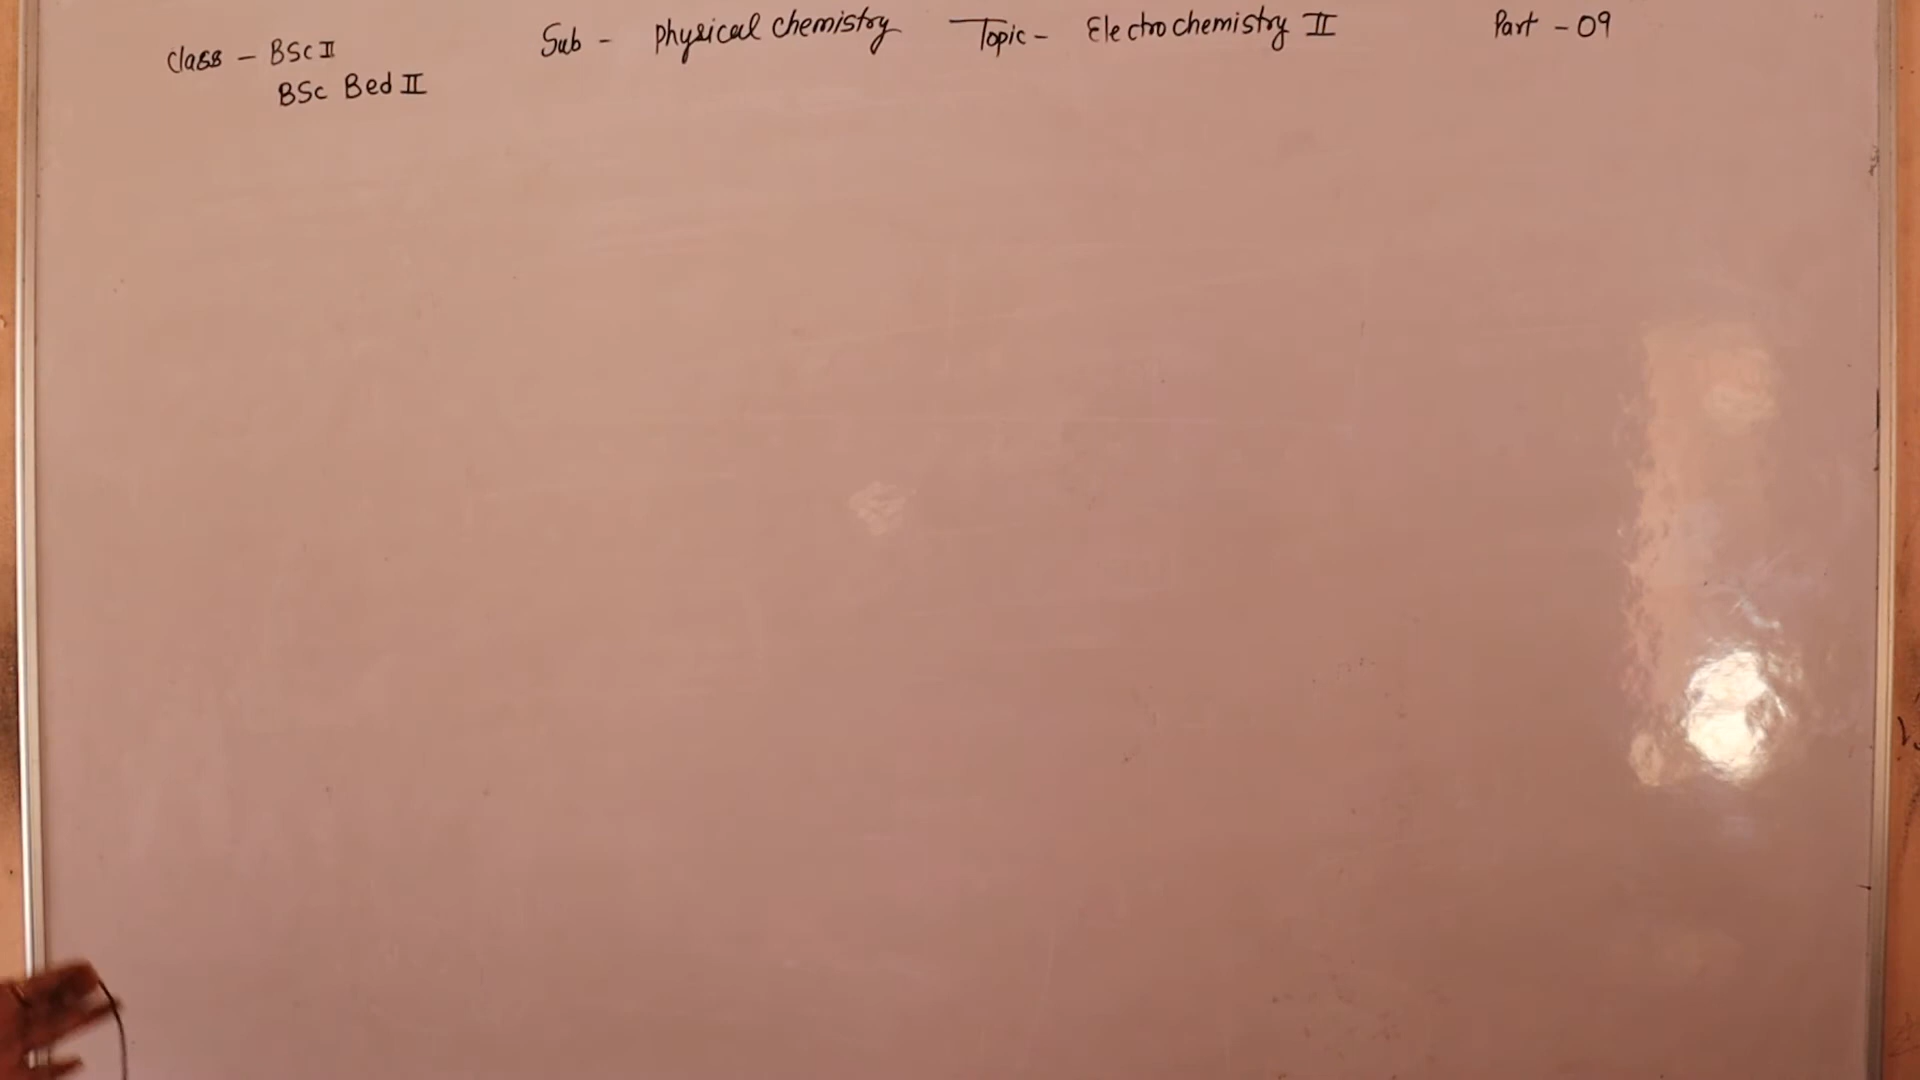 Class - BSc II Sub - Physical chemistry Topic - Electrochemistry II Part - 09
BSc Bed II